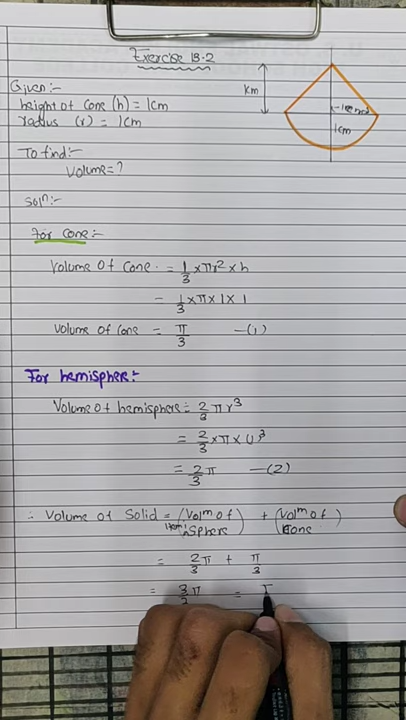 Exercise 13.2
Given:-
height of cone (h) = 1cm
radius (r) = 1cm
Km
1cm
To find:-
Volume = ?
Soln:-
For Cone:-
Volume Of Cone = 1/3 × πr² × h
= 1/3 × π × 1 × 1
Volume of Cone = π/3 —(1)
For hemisphere:-
Volume of hemisphere = 2/3 πr³
= 2/3 × π × (1)³
= 2/3 π —(2)
∴ Volume of Solid = (Volm of Hemi Sphere) + (Volm of Cone)
= 2/3 π + π/3
= 3/3 π =